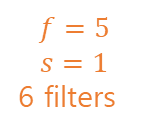 f = 5
s = 1
6 filters